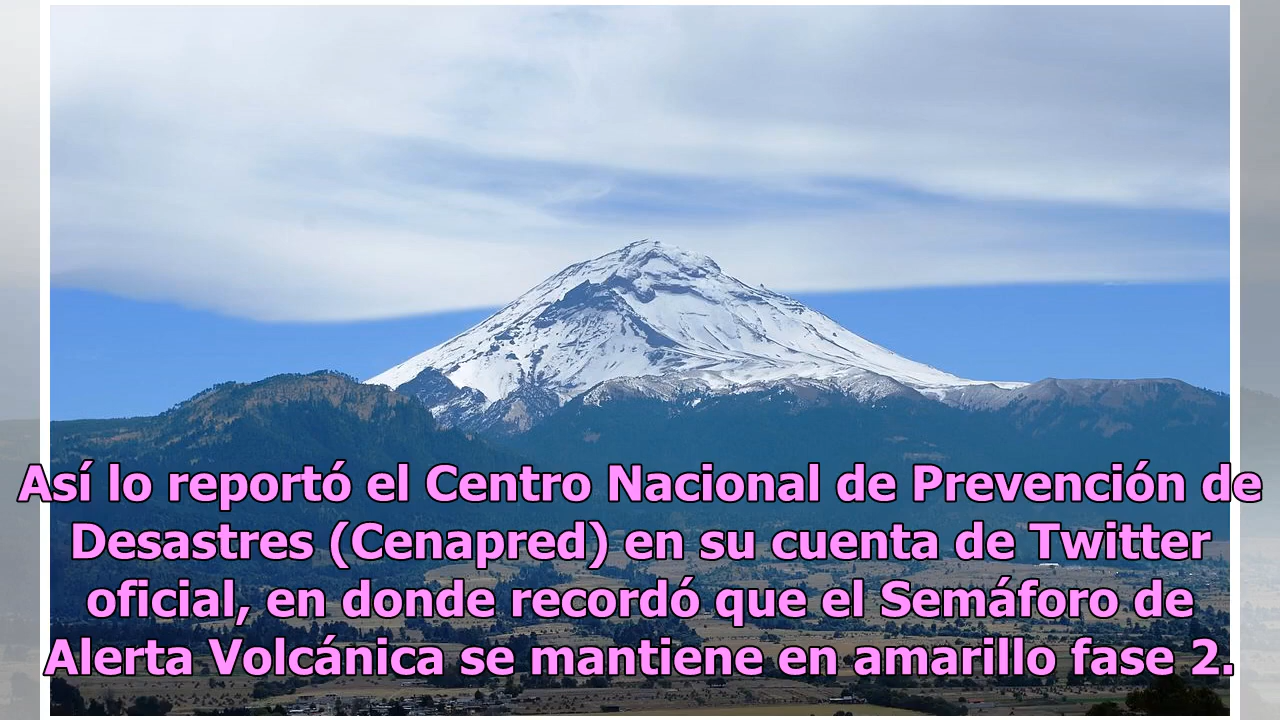 Así lo reportó el Centro Nacional de Prevención de
Desastres (Cenapred) en su cuenta de Twitter
oficial, en donde recordó que el Semáforo de
Alerta Volcánica se mantiene en amarillo fase 2.